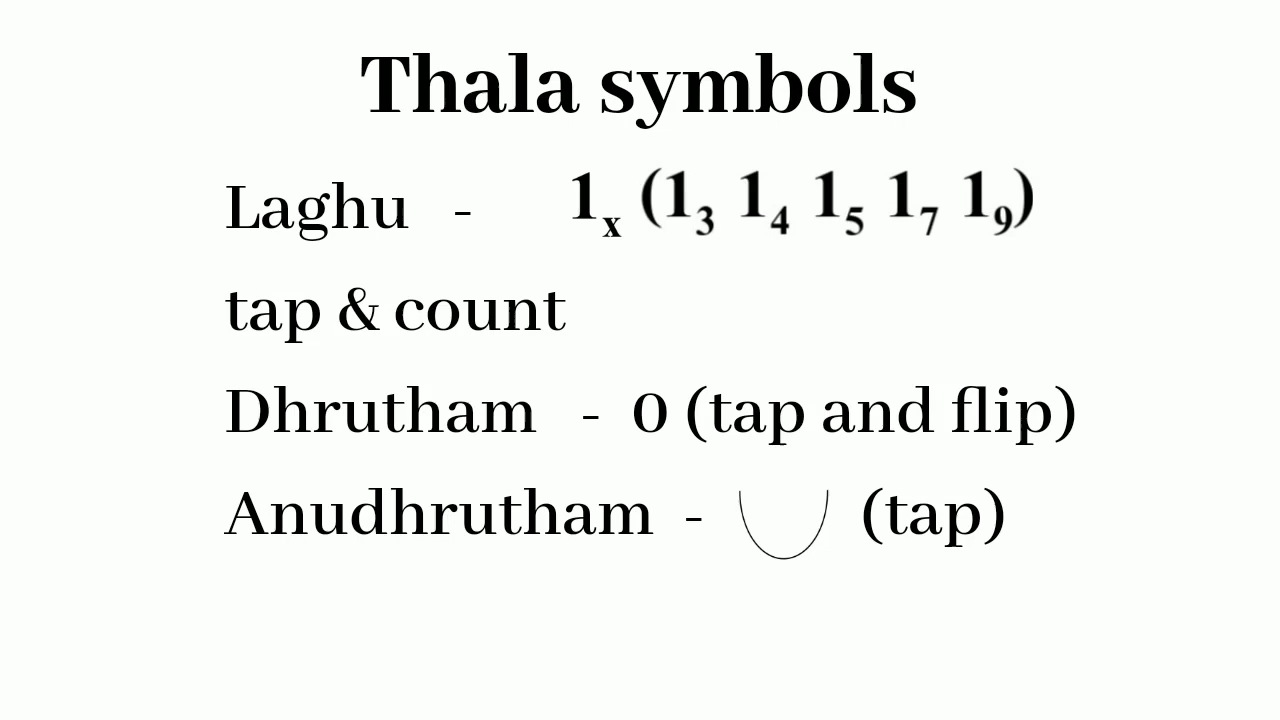 Thala symbols
Laghu - 1x (13 14 15 17 19)
tap & count
Dhrutham - 0 (tap and flip)
Anudhrutham - (tap)